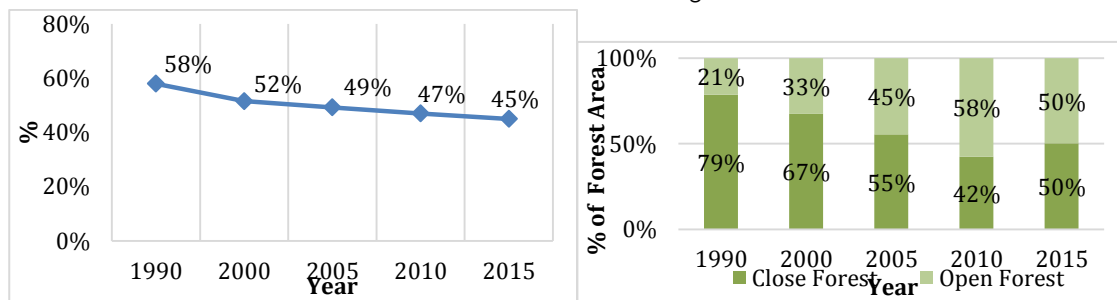 80%
60%
40%
20%
0%
%
58%
52%
49%
47%
45%
1990 2000 2005 2010 2015
Year
100%
50%
0%
% of Forest Area
21% 33% 45% 58% 50%
79% 67% 55% 42% 50%
1990 2000 2005 2010 2015
Year
Close Forest Open Forest